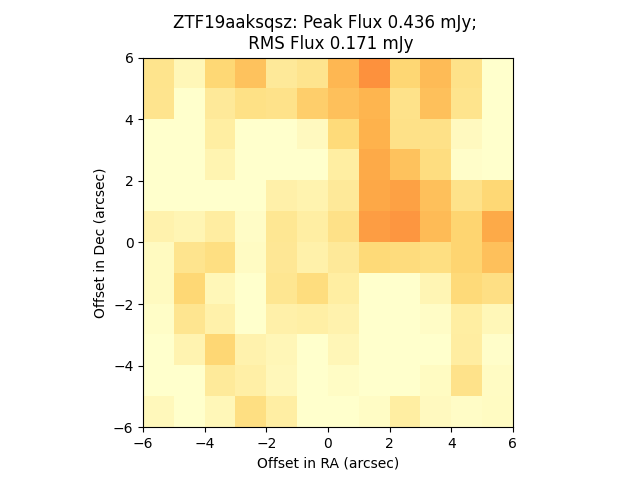 ZTF19aaksqsz: Peak Flux 0.436 mJy;
RMS Flux 0.171 mJy
6
4
2
0
−2
−4
−6
Offset in Dec (arcsec)
−6 −4 −2 0 2 4 6
Offset in RA (arcsec)